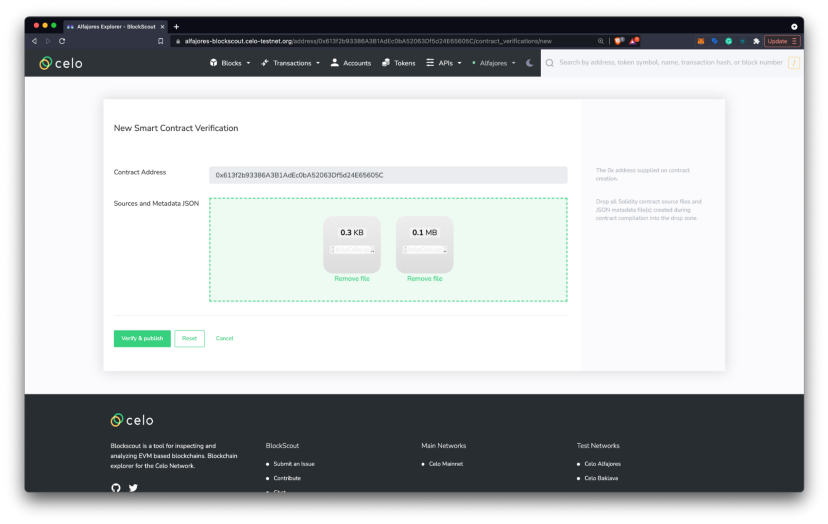 Alfajores Explorer - BlockScout
alfajores-blockscout.celo-testnet.org/address/0x613f2b93386A3B1AdEc0bA52063Df5d24E65605C/contract_verifications/new
Update
celo
Blocks
Transactions
Accounts
Tokens
APIs
Alfajores
Search by address, token symbol, name, transaction hash, or block number
/
New Smart Contract Verification
Contract Address
0x613f2b93386A3B1AdEc0bA52063Df5d24E65605C
The 0x address supplied on contract
creation.
Sources and Metadata JSON
Drop all Solidity contract source files and
JSON metadata file(s) created during
contract compilation into the drop zone.
0.3 KB
0.1 MB
Remove file
Remove file
Verify & publish
Reset
Cancel
celo
Blockscout is a tool for inspecting and
analyzing EVM based blockchains. Blockchain
explorer for the Celo Network.
BlockScout
Submit an Issue
Contribute
Chat
Main Networks
Celo Mainnet
Test Networks
Celo Alfajores
Celo Baklava